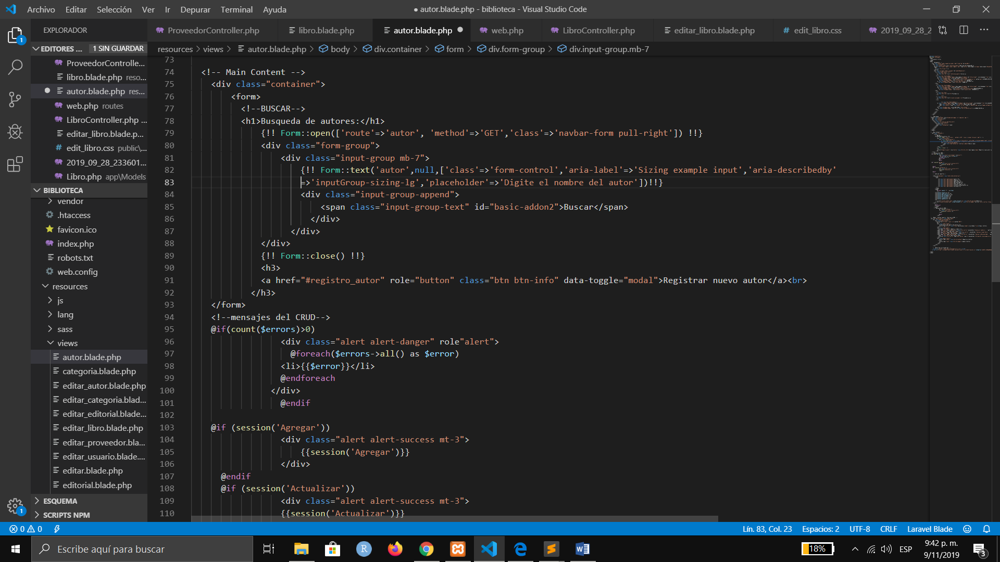 Archivo Editar Selección Ver Ir Depurar Terminal Ayuda
● autor.blade.php - biblioteca - Visual Studio Code
EXPLORADOR
ProveedorController.php libro.blade.php autor.blade.php web.php LibroController.php editar_libro.blade.php edit_libro.css 2019_09_28_2
EDITORES ... 1 SIN GUARDAR
resources > views > autor.blade.php > body > div.container > form > div.form-group > div.input-group.mb-7
ProveedorControlle...
libro.blade.php reso...
autor.blade.php res...
web.php routes
LibroController.php ...
editar_libro.blade.p...
edit_libro.css public\...
2019_09_28_233601...
Libro.php app\Models
BIBLIOTECA
vendor
.htaccess
favicon.ico
index.php
robots.txt
web.config
resources
js
lang
sass
views
autor.blade.php
categoria.blade.php
editar_autor.blade.php
editar_categoria.blad...
editar_editorial.blade...
editar_libro.blade.php
editar_proveedor.bla...
editar_usuario.blade....
editar.blade.php
editorial.blade.php
ESQUEMA
SCRIPTS NPM
73
74 <!-- Main Content -->
75 <div class="container">
76 <form>
77 <!--BUSCAR-->
78 <h1>Busqueda de autores:</h1>
79 {!! Form::open(['route'=>'autor', 'method'=>'GET','class'=>'navbar-form pull-right']) !!}
80 <div class="form-group">
81 <div class="input-group mb-7">
82 {!! Form::text('autor',null,['class'=>'form-control','aria-label'=>'Sizing example input','aria-describedby'
83 =>'inputGroup-sizing-lg','placeholder'=>'Digite el nombre del autor'])!!}
84 <div class="input-group-append">
85 <span class="input-group-text" id="basic-addon2">Buscar</span>
86 </div>
87 </div>
88 </div>
89 {!! Form::close() !!}
90 <h3>
91 <a href="#registro_autor" role="button" class="btn btn-info" data-toggle="modal">Registrar nuevo autor</a><br>
92 </h3>
93 </form>
94 <!--mensajes del CRUD-->
95 @if(count($errors)>0)
96 <div class="alert alert-danger" role"alert">
97 @foreach($errors->all() as $error)
98 <li>{{$error}}</li>
99 @endforeach
100 </div>
101 @endif
102
103 @if (session('Agregar'))
104 <div class="alert alert-success mt-3">
105 {{session('Agregar')}}
106 </div>
107 @endif
108 @if (session('Actualizar'))
109 <div class="alert alert-success mt-3">
110 {{session('Actualizar')}}
0 0 Lín. 83, Col. 23 Espacios: 2 UTF-8 CRLF Laravel Blade
Escribe aquí para buscar
18% ESP 9:42 p. m.
9/11/2019 3